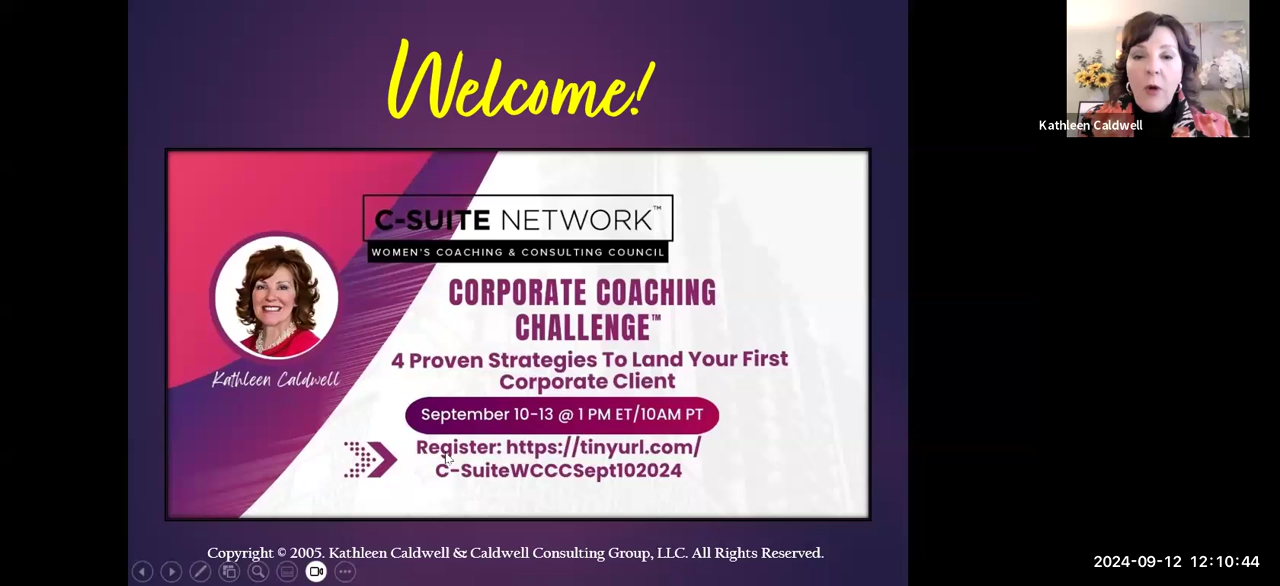 Welcome!
C-SUITE NETWORK™
WOMEN'S COACHING & CONSULTING COUNCIL
CORPORATE COACHING
CHALLENGE™
4 Proven Strategies To Land Your First
Corporate Client
Kathleen Caldwell
September 10-13 @ 1 PM ET/10AM PT
Register: https://tinyurl.com/
C-SuiteWCCCSept102024
Copyright © 2005. Kathleen Caldwell & Caldwell Consulting Group, LLC. All Rights Reserved.
Kathleen Caldwell
2024-09-12 12:10:44